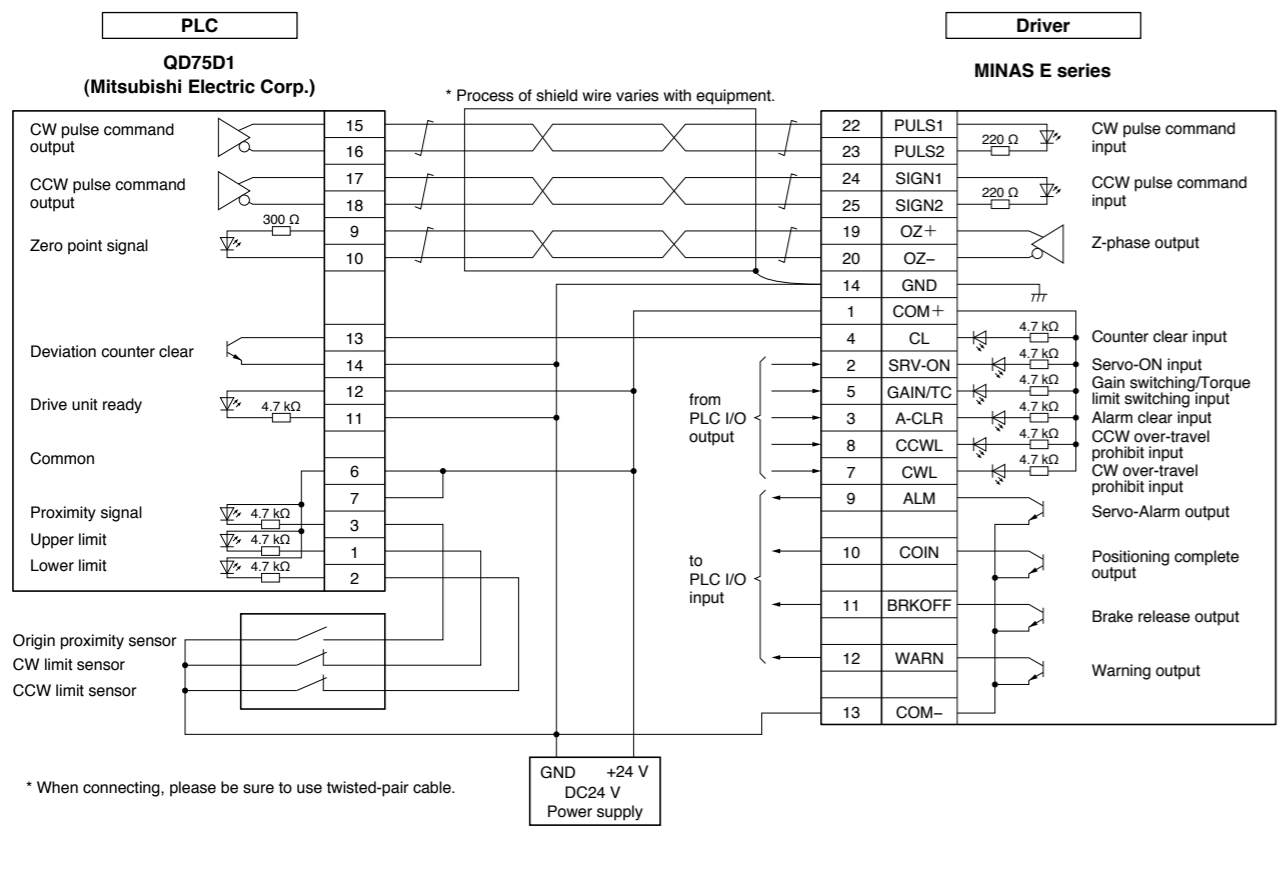 PLC
Driver
QD75D1
(Mitsubishi Electric Corp.)
MINAS E series
* Process of shield wire varies with equipment.
CW pulse command
output
15
16
22 PULS1
23 PULS2
220 Ω
CW pulse command
input
CCW pulse command
output
17
18
24 SIGN1
25 SIGN2
220 Ω
CCW pulse command
input
Zero point signal
300 Ω
9
10
19 OZ+
20 OZ−
Z-phase output
14 GND
1 COM+
Deviation counter clear
13
14
4 CL 4.7 kΩ Counter clear input
2 SRV-ON 4.7 kΩ Servo-ON input
Drive unit ready
4.7 kΩ
12
11
from
PLC I/O
output
5 GAIN/TC 4.7 kΩ Gain switching/Torque
limit switching input
3 A-CLR 4.7 kΩ Alarm clear input
8 CCWL 4.7 kΩ CCW over-travel
prohibit input
7 CWL 4.7 kΩ CW over-travel
prohibit input
Common
6
7
Proximity signal 4.7 kΩ 3
Upper limit 4.7 kΩ 1
Lower limit 4.7 kΩ 2
to
PLC I/O
input
9 ALM Servo-Alarm output
10 COIN Positioning complete
output
11 BRKOFF Brake release output
12 WARN Warning output
13 COM−
Origin proximity sensor
CW limit sensor
CCW limit sensor
GND +24 V
DC24 V
Power supply
* When connecting, please be sure to use twisted-pair cable.